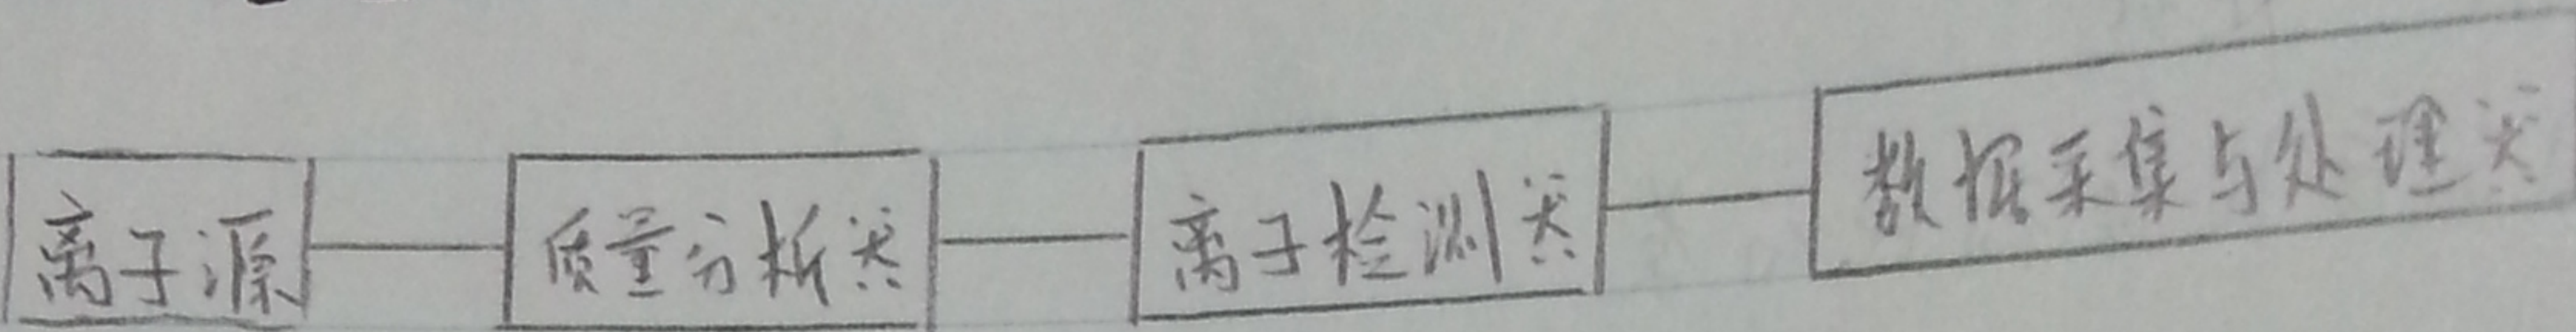 离子源
质量分析器
离子检测器
数据采集与处理器